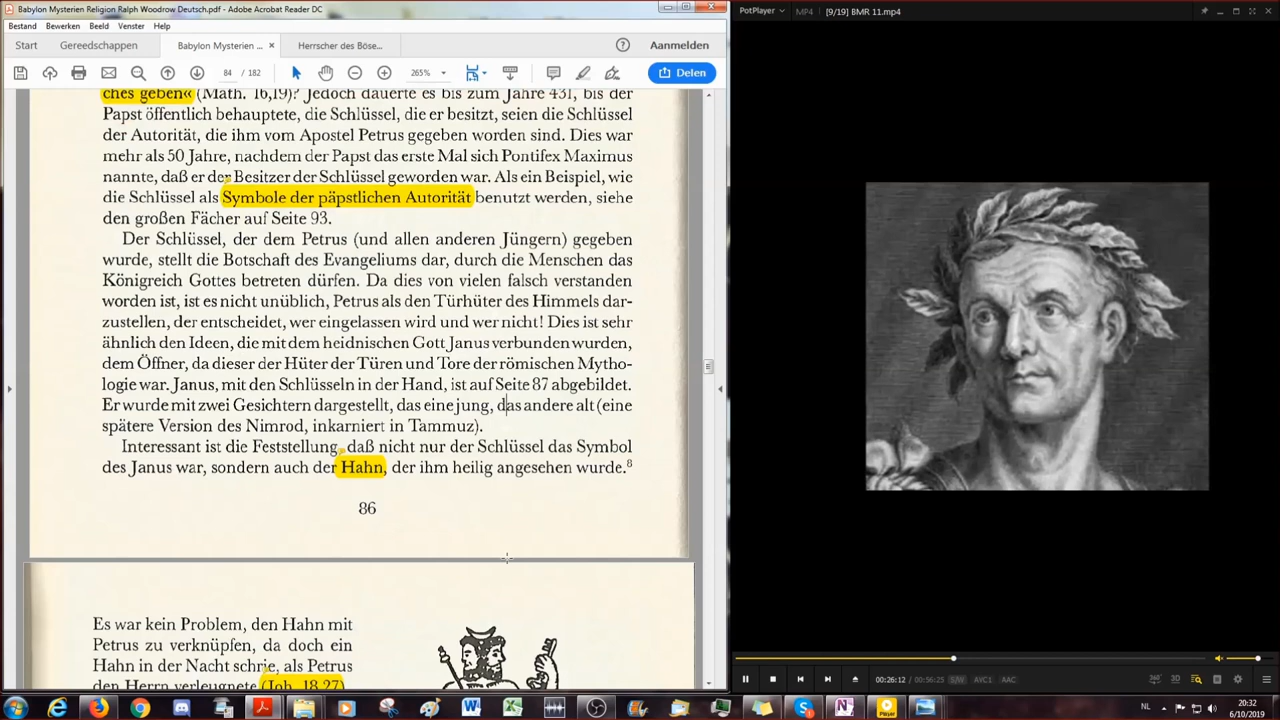 Babylon Mysterien Religion Ralph Woodrow Deutsch.pdf - Adobe Acrobat Reader DC
Bestand Bewerken Beeld Venster Help
Start Gereedschappen Babylon Mysterien ... × Herrscher des Böse... Aanmelden
84 / 182 265% Delen
ches geben« (Math. 16,19)? Jedoch dauerte es bis zum Jahre 431, bis der
Papst öffentlich behauptete, die Schlüssel, die er besitzt, seien die Schlüssel
der Autorität, die ihm vom Apostel Petrus gegeben worden sind. Dies war
mehr als 50 Jahre, nachdem der Papst das erste Mal sich Pontifex Maximus
nannte, daß er der Besitzer der Schlüssel geworden war. Als ein Beispiel, wie
die Schlüssel als Symbole der päpstlichen Autorität benutzt werden, siehe
den großen Fächer auf Seite 93.
Der Schlüssel, der dem Petrus (und allen anderen Jüngern) gegeben
wurde, stellt die Botschaft des Evangeliums dar, durch die Menschen das
Königreich Gottes betreten dürfen. Da dies von vielen falsch verstanden
worden ist, ist es nicht unüblich, Petrus als den Türhüter des Himmels dar-
zustellen, der entscheidet, wer eingelassen wird und wer nicht! Dies ist sehr
ähnlich den Ideen, die mit dem heidnischen Gott Janus verbunden wurden,
dem Öffner, da dieser der Hüter der Türen und Tore der römischen Mytho-
logie war. Janus, mit den Schlüsseln in der Hand, ist auf Seite 87 abgebildet.
Er wurde mit zwei Gesichtern dargestellt, das eine jung, das andere alt (eine
spätere Version des Nimrod, inkarniert in Tammuz).
Interessant ist die Feststellung, daß nicht nur der Schlüssel das Symbol
des Janus war, sondern auch der Hahn, der ihm heilig angesehen wurde.⁸
86
Es war kein Problem, den Hahn mit
Petrus zu verknüpfen, da doch ein
Hahn in der Nacht schrie, als Petrus
den Herrn verleugnete (Joh. 18,27)
PotPlayer MP4 [9/19] BMR 11.mp4
00:26:12 / 00:56:25 S/W AVC1 AAC
3D
NL 20:32
6/10/2019